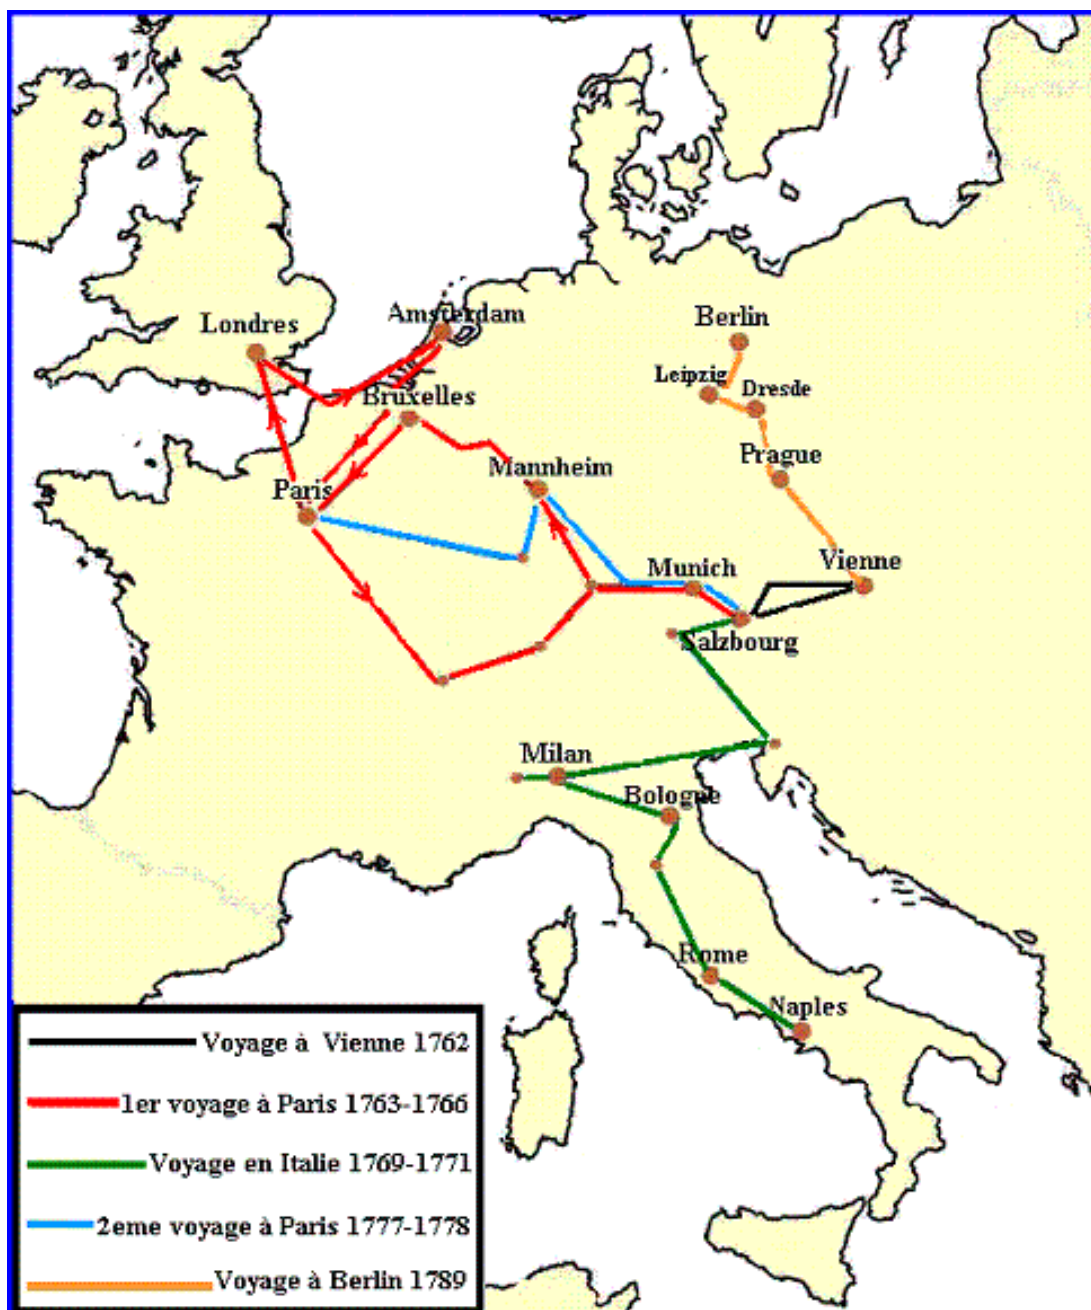 Londres
Amsterdam
Berlin
Leipzig
Dresde
Bruxelles
Prague
Mannheim
Paris
Munich
Vienne
Salzbourg
Milan
Bologne
Rome
Naples
Voyage à Vienne 1762
1er voyage à Paris 1763-1766
Voyage en Italie 1769-1771
2eme voyage à Paris 1777-1778
Voyage à Berlin 1789